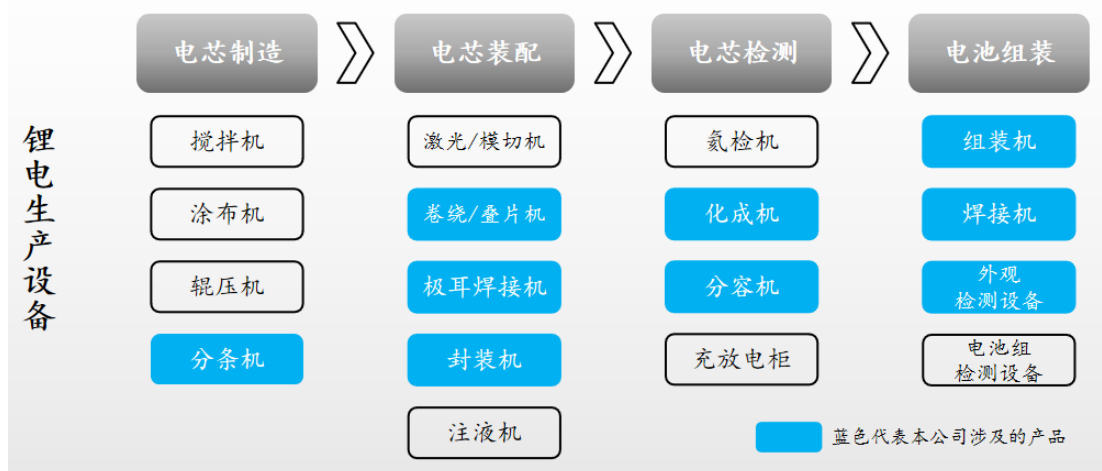 电芯制造
电芯装配
电芯检测
电池组装
锂电生产设备
搅拌机
激光/模切机
氦检机
组装机
涂布机
卷绕/叠片机
化成机
焊接机
辊压机
极耳焊接机
分容机
外观
检测设备
分条机
封装机
充放电柜
电池组
检测设备
注液机
蓝色代表本公司涉及的产品